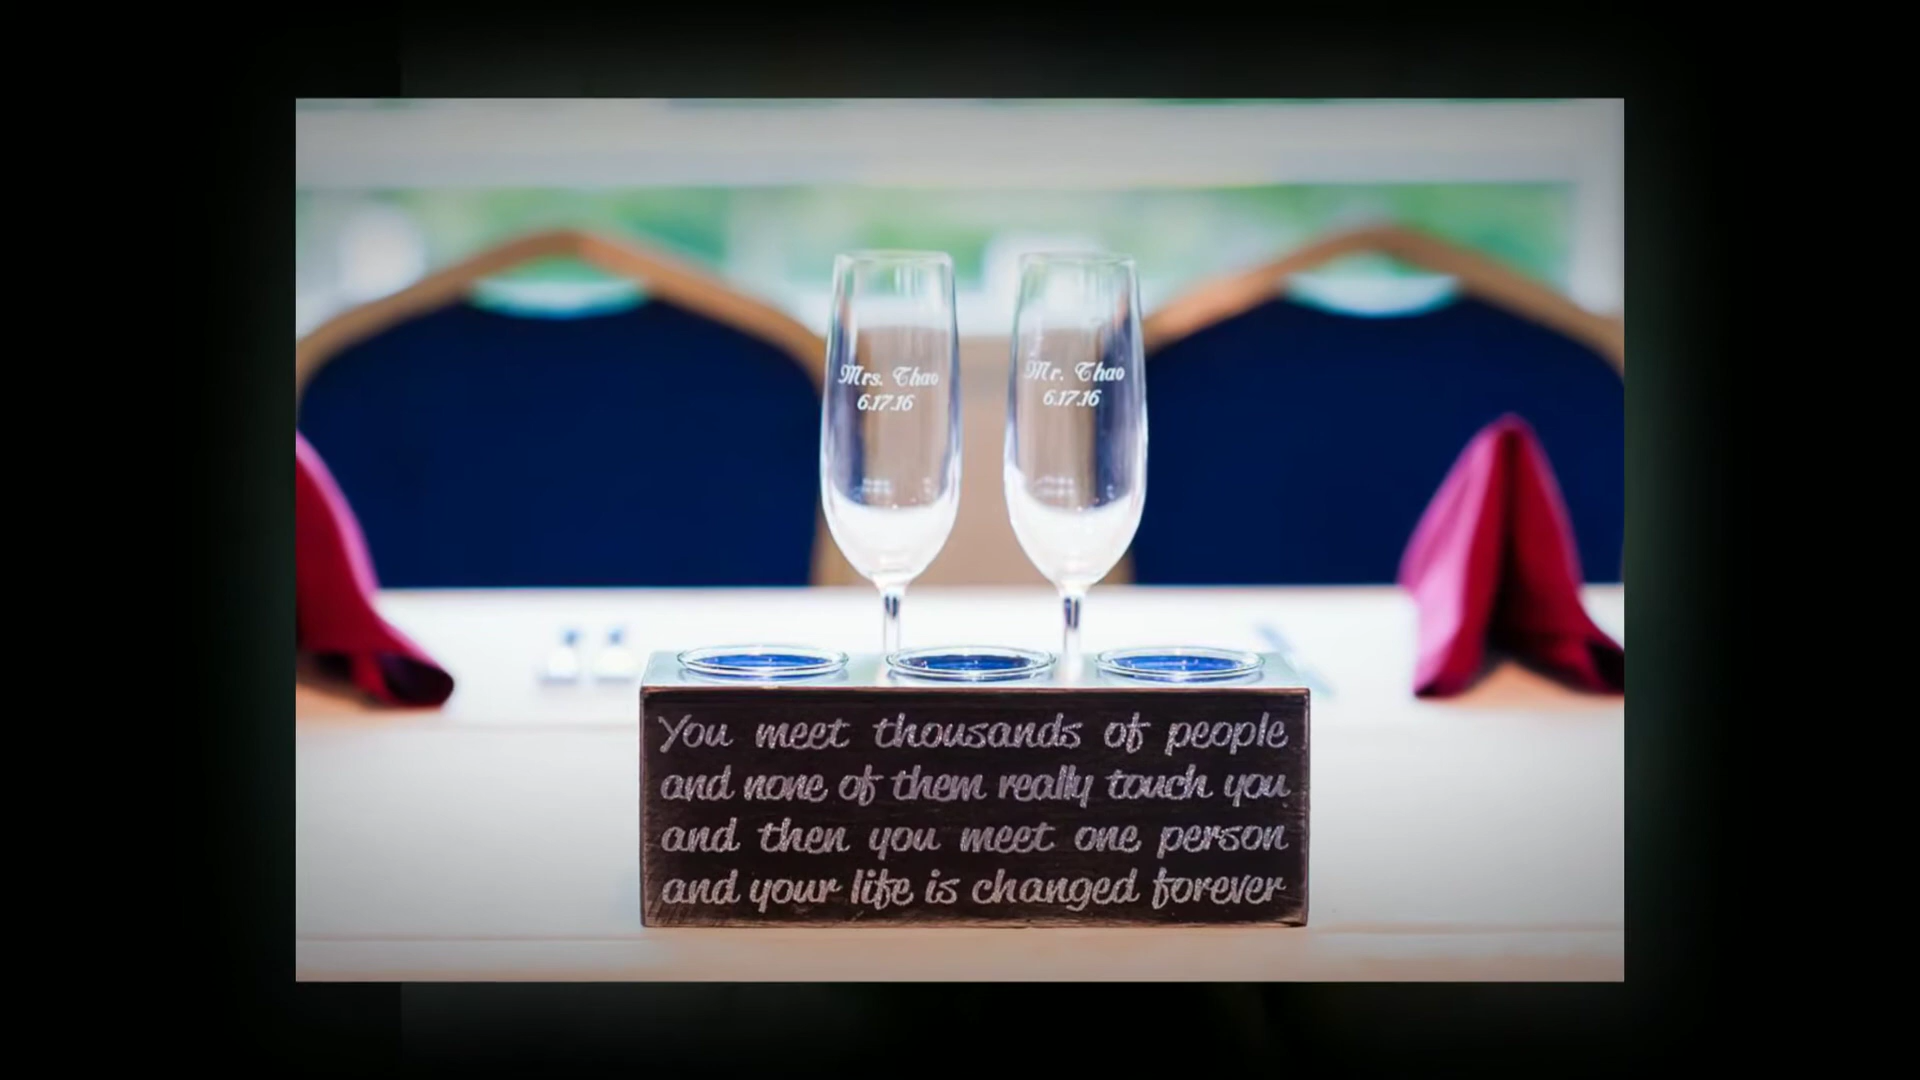 Mrs. Thao
6.17.16
Mr. Thao
6.17.16
You meet thousands of people
and none of them really touch you
and then you meet one person
and your life is changed forever